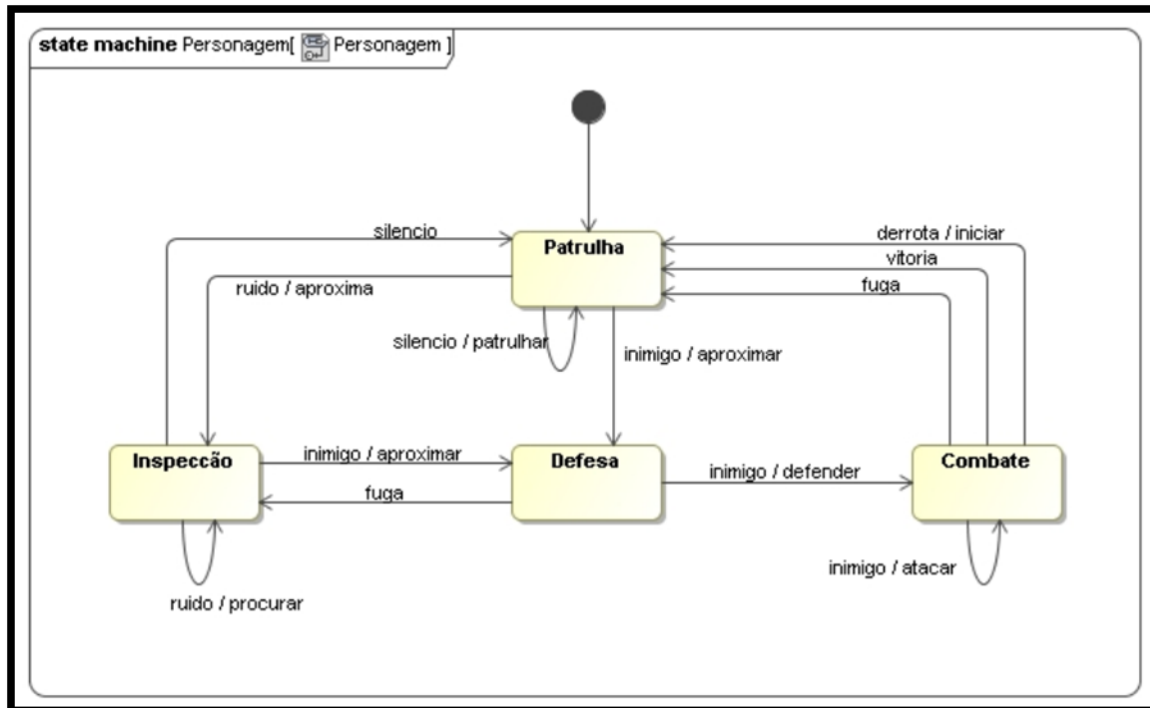 state machine Personagem[ Personagem ]
silencio
derrota / iniciar
Patrulha
vitoria
ruido / aproxima
fuga
silencio / patrulhar
inimigo / aproximar
Inspeccão
inimigo / aproximar
Defesa
inimigo / defender
Combate
fuga
inimigo / atacar
ruido / procurar